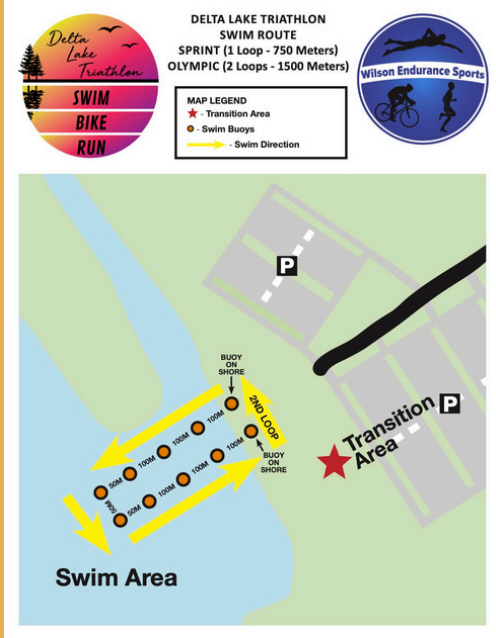 Delta
Lake
Triathlon
SWIM
BIKE
RUN
DELTA LAKE TRIATHLON
SWIM ROUTE
SPRINT (1 Loop - 750 Meters)
OLYMPIC (2 Loops - 1500 Meters)
MAP LEGEND
- Transition Area
- Swim Buoys
- Swim Direction
Wilson Endurance Sports
P
BUOY
ON
SHORE
2ND LOOP
100M
100M
100M
50M
50M
50M
100M
100M
100M
BUOY
ON
SHORE
P
Transition
Area
Swim Area